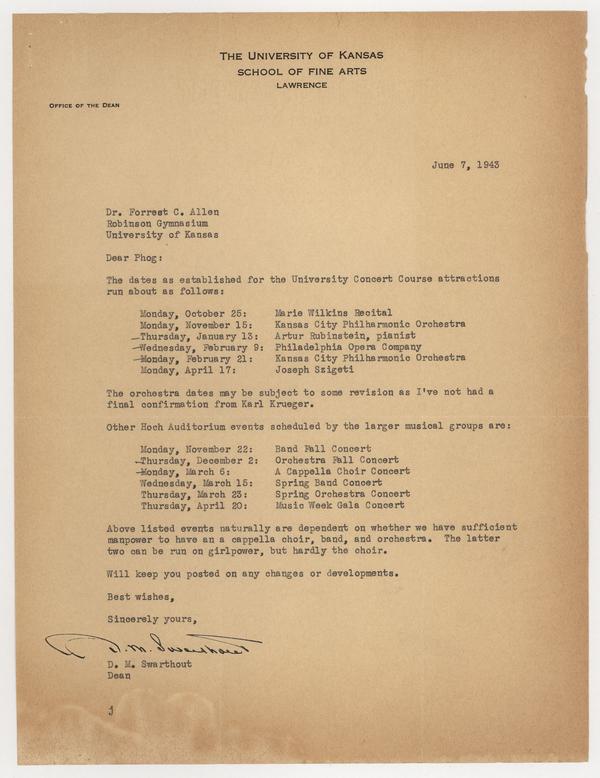 THE UNIVERSITY OF KANSAS
SCHOOL OF FINE ARTS
LAWRENCE
OFFICE OF THE DEAN
June 7, 1943
Dr. Forrest C. Allen
Robinson Gymnasium
University of Kansas
Dear Phog:
The dates as established for the University Concert Course attractions
run about as follows:
Monday, October 25: Marie Wilkins Recital
Monday, November 15: Kansas City Philharmonic Orchestra
Thursday, January 13: Artur Rubinstein, pianist
Wednesday, February 9: Philadelphia Opera Company
Monday, February 21: Kansas City Philharmonic Orchestra
Monday, April 17: Joseph Szigeti
The orchestra dates may be subject to some revision as I've not had a
final confirmation from Karl Krueger.
Other Hoch Auditorium events scheduled by the larger musical groups are:
Monday, November 22: Band Fall Concert
Thursday, December 2: Orchestra Fall Concert
Monday, March 6: A Cappella Choir Concert
Wednesday, March 15: Spring Band Concert
Thursday, March 23: Spring Orchestra Concert
Thursday, April 20: Music Week Gala Concert
Above listed events naturally are dependent on whether we have sufficient
manpower to have an a cappella choir, band, and orchestra. The latter
two can be run on girlpower, but hardly the choir.
Will keep you posted on any changes or developments.
Best wishes,
Sincerely yours,
D. M. Swarthout
D. M. Swarthout
Dean
j